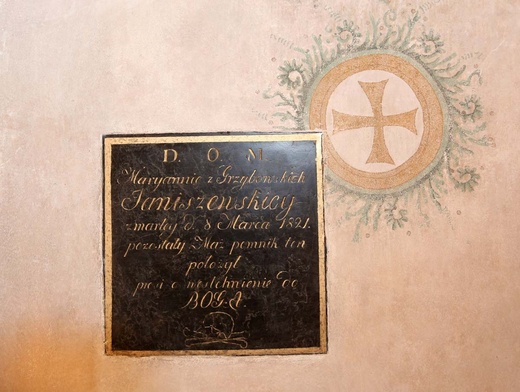 D. O. M.
Maryannie z Grzybowskich
Janiszewskiey
zmarłey d. 8 Marca 1821.
pozostały Mąż pomnik ten
położył
prosi o westchnienie do
BOGA.